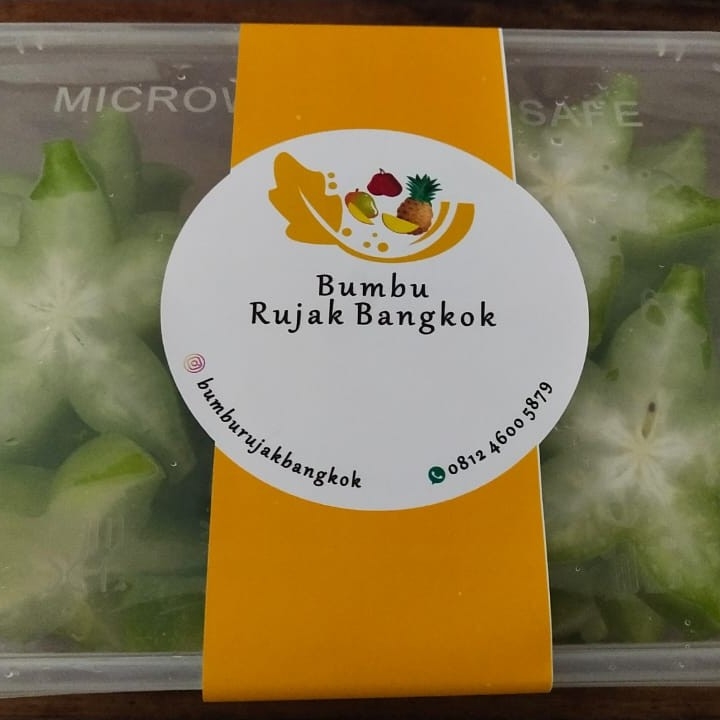 MICROW SAFE
Bumbu
Rujak Bangkok
bumburujakbangkok
0812 4600 5879